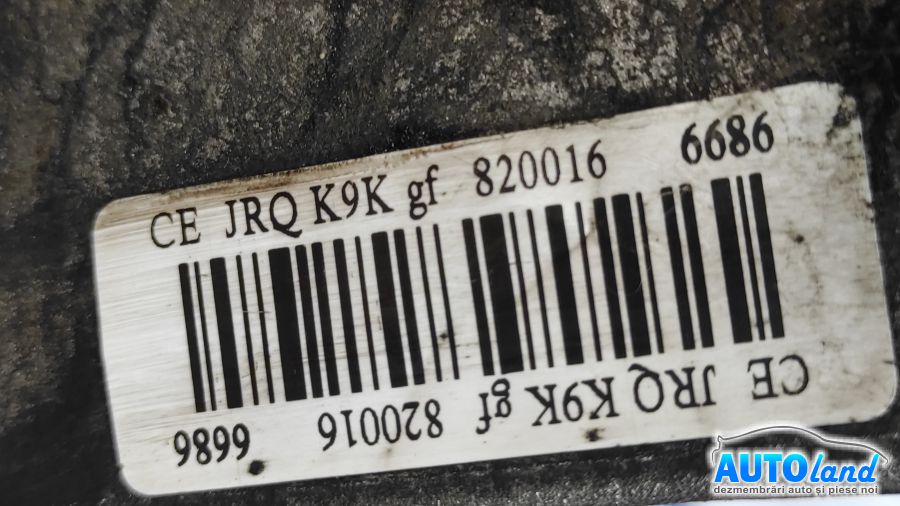 CE JRQ K9K gf 820016 6686
CE JRQ K9K gf 820016 6686
AUTOland
dezmembrări auto și piese noi